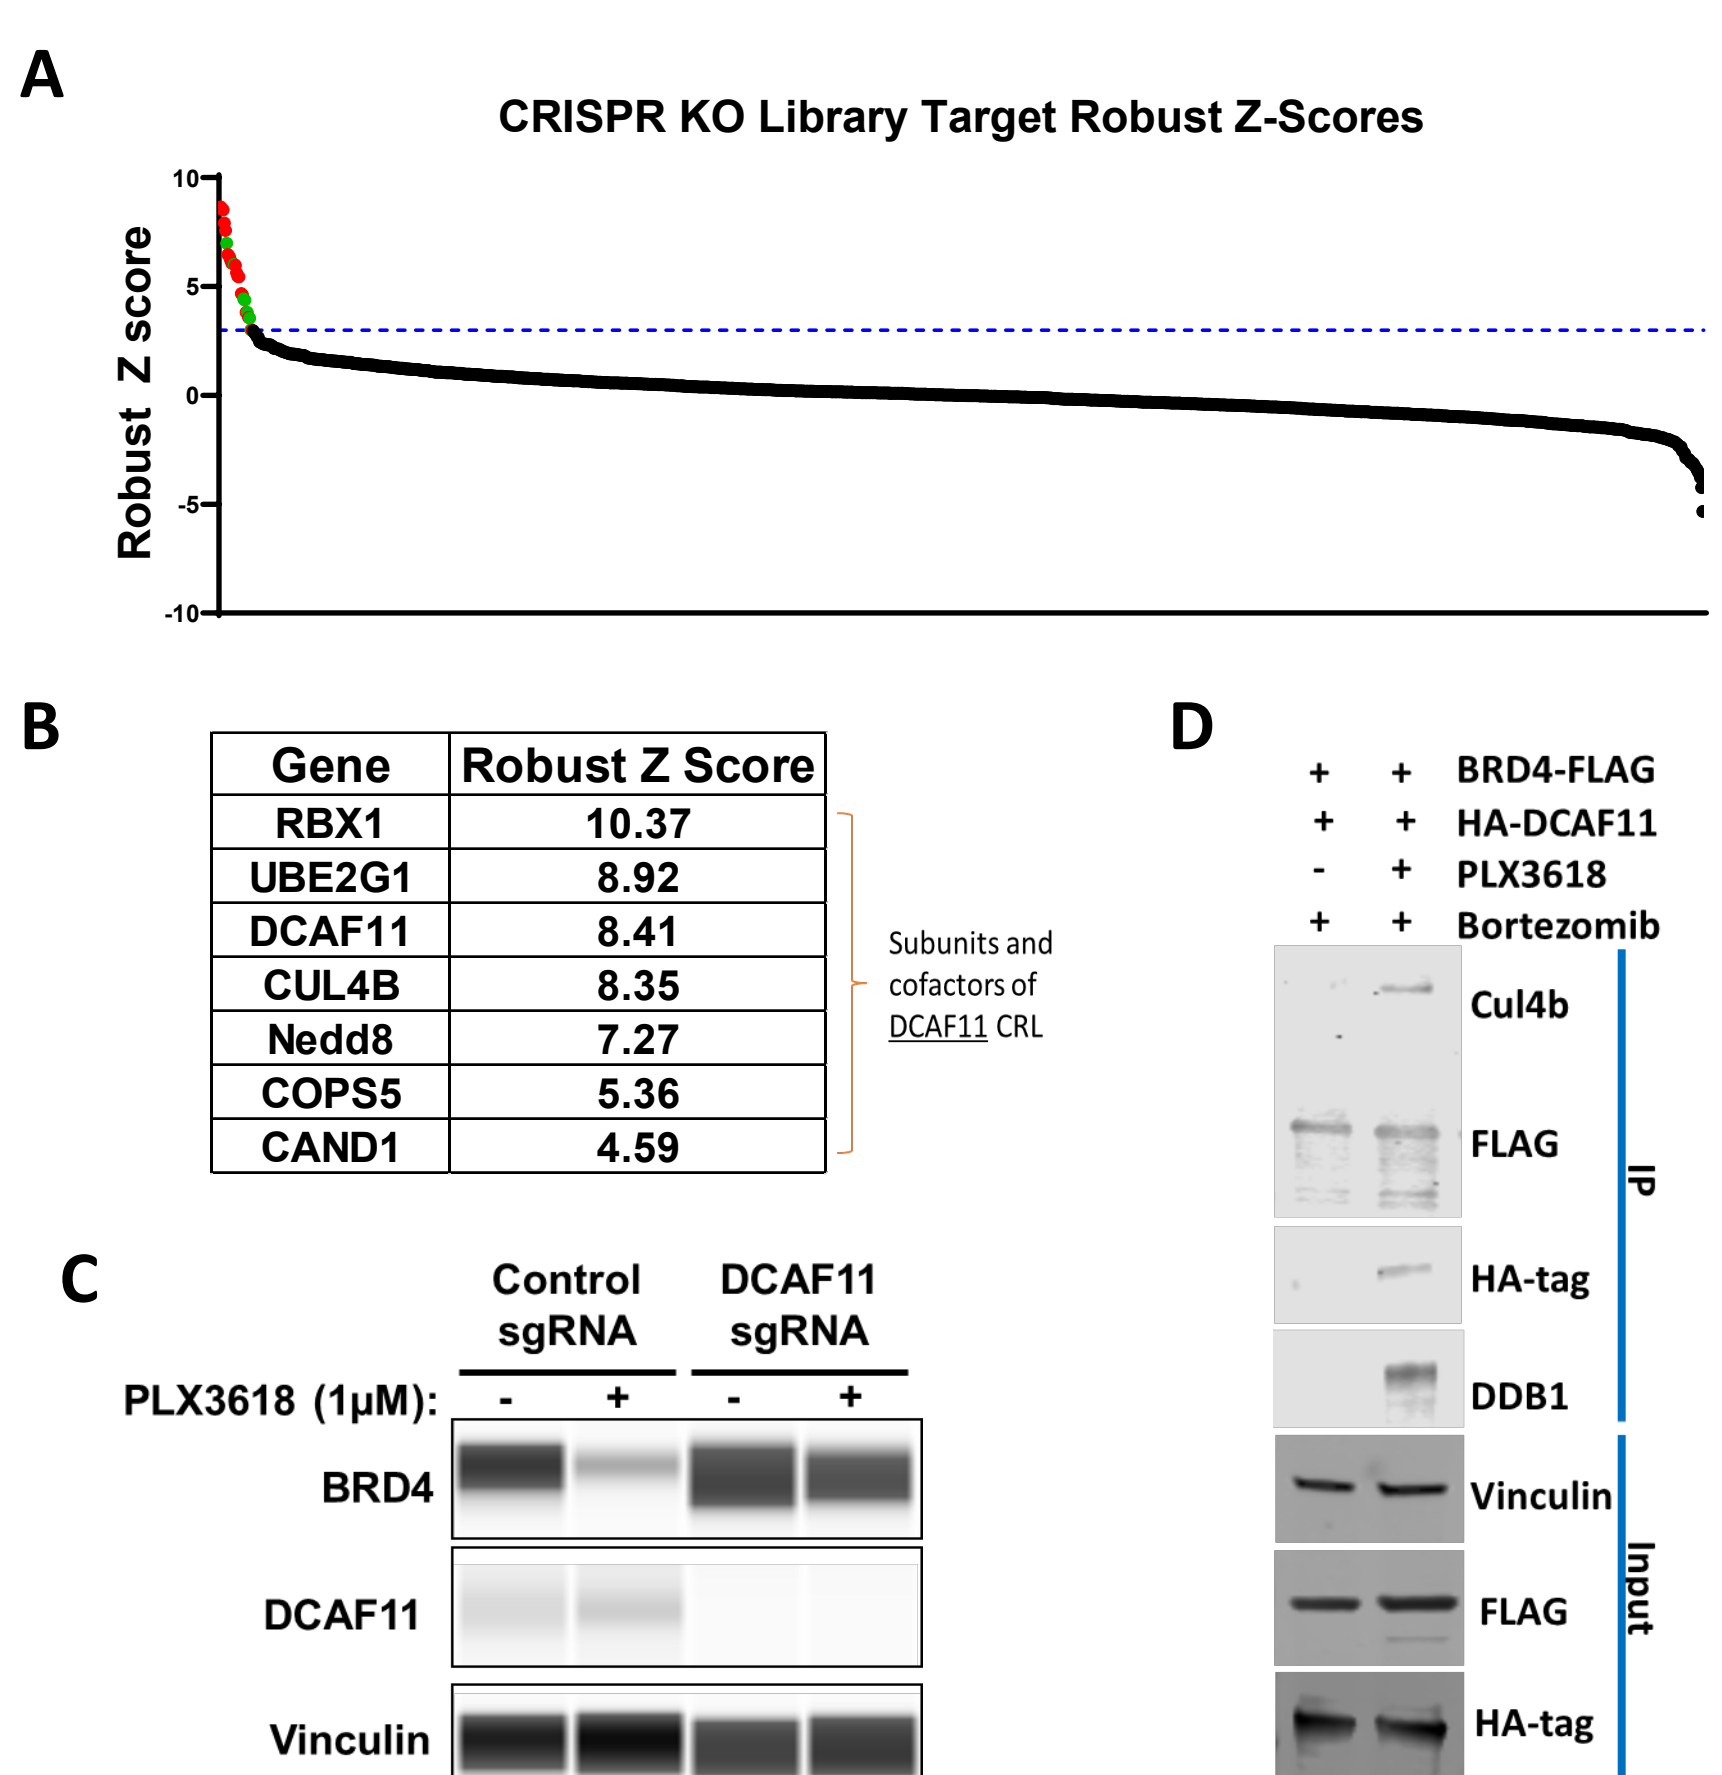 A
CRISPR KO Library Target Robust Z-Scores
Robust Z score
10
5
0
-5
-10
B
Gene Robust Z Score
RBX1 10.37
UBE2G1 8.92
DCAF11 8.41
CUL4B 8.35
Nedd8 7.27
COPS5 5.36
CAND1 4.59
Subunits and
cofactors of
DCAF11 CRL
C
Control
sgRNA
DCAF11
sgRNA
PLX3618 (1µM): - + - +
BRD4
DCAF11
Vinculin
D
+ + BRD4-FLAG
+ + HA-DCAF11
- + PLX3618
+ + Bortezomib
Cul4b
FLAG
HA-tag
DDB1
IP
Vinculin
FLAG
HA-tag
Input